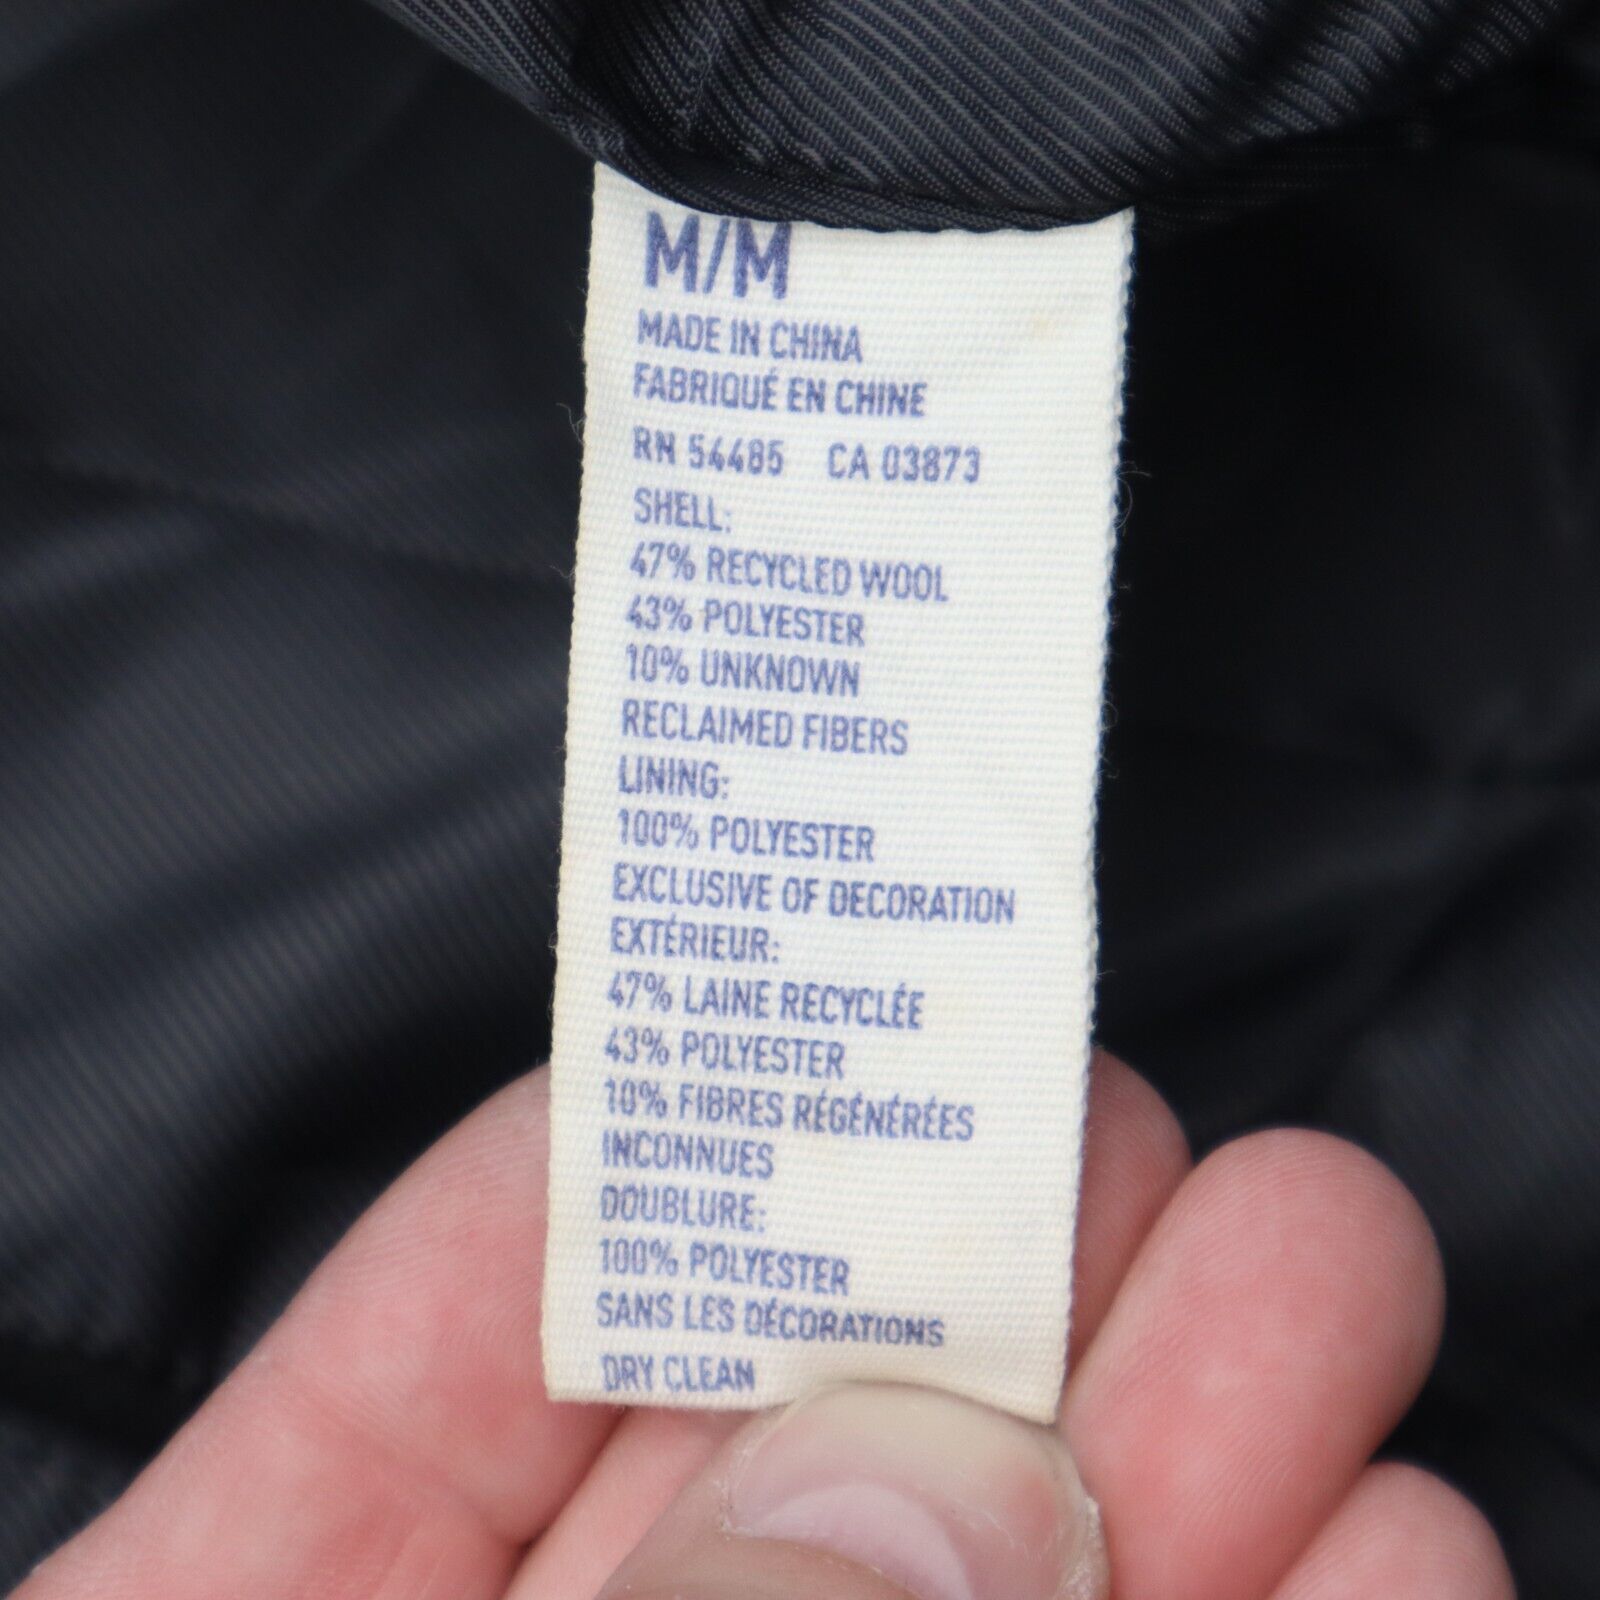 M/M
MADE IN CHINA
FABRIQUÉ EN CHINE
RN 54485 CA 03873
SHELL:
47% RECYCLED WOOL
43% POLYESTER
10% UNKNOWN
RECLAIMED FIBERS
LINING:
100% POLYESTER
EXCLUSIVE OF DECORATION
EXTÉRIEUR:
47% LAINE RECYCLÉE
43% POLYESTER
10% FIBRES RÉGÉNÉRÉES
INCONNUES
DOUBLURE:
100% POLYESTER
SANS LES DÉCORATIONS
DRY CLEAN